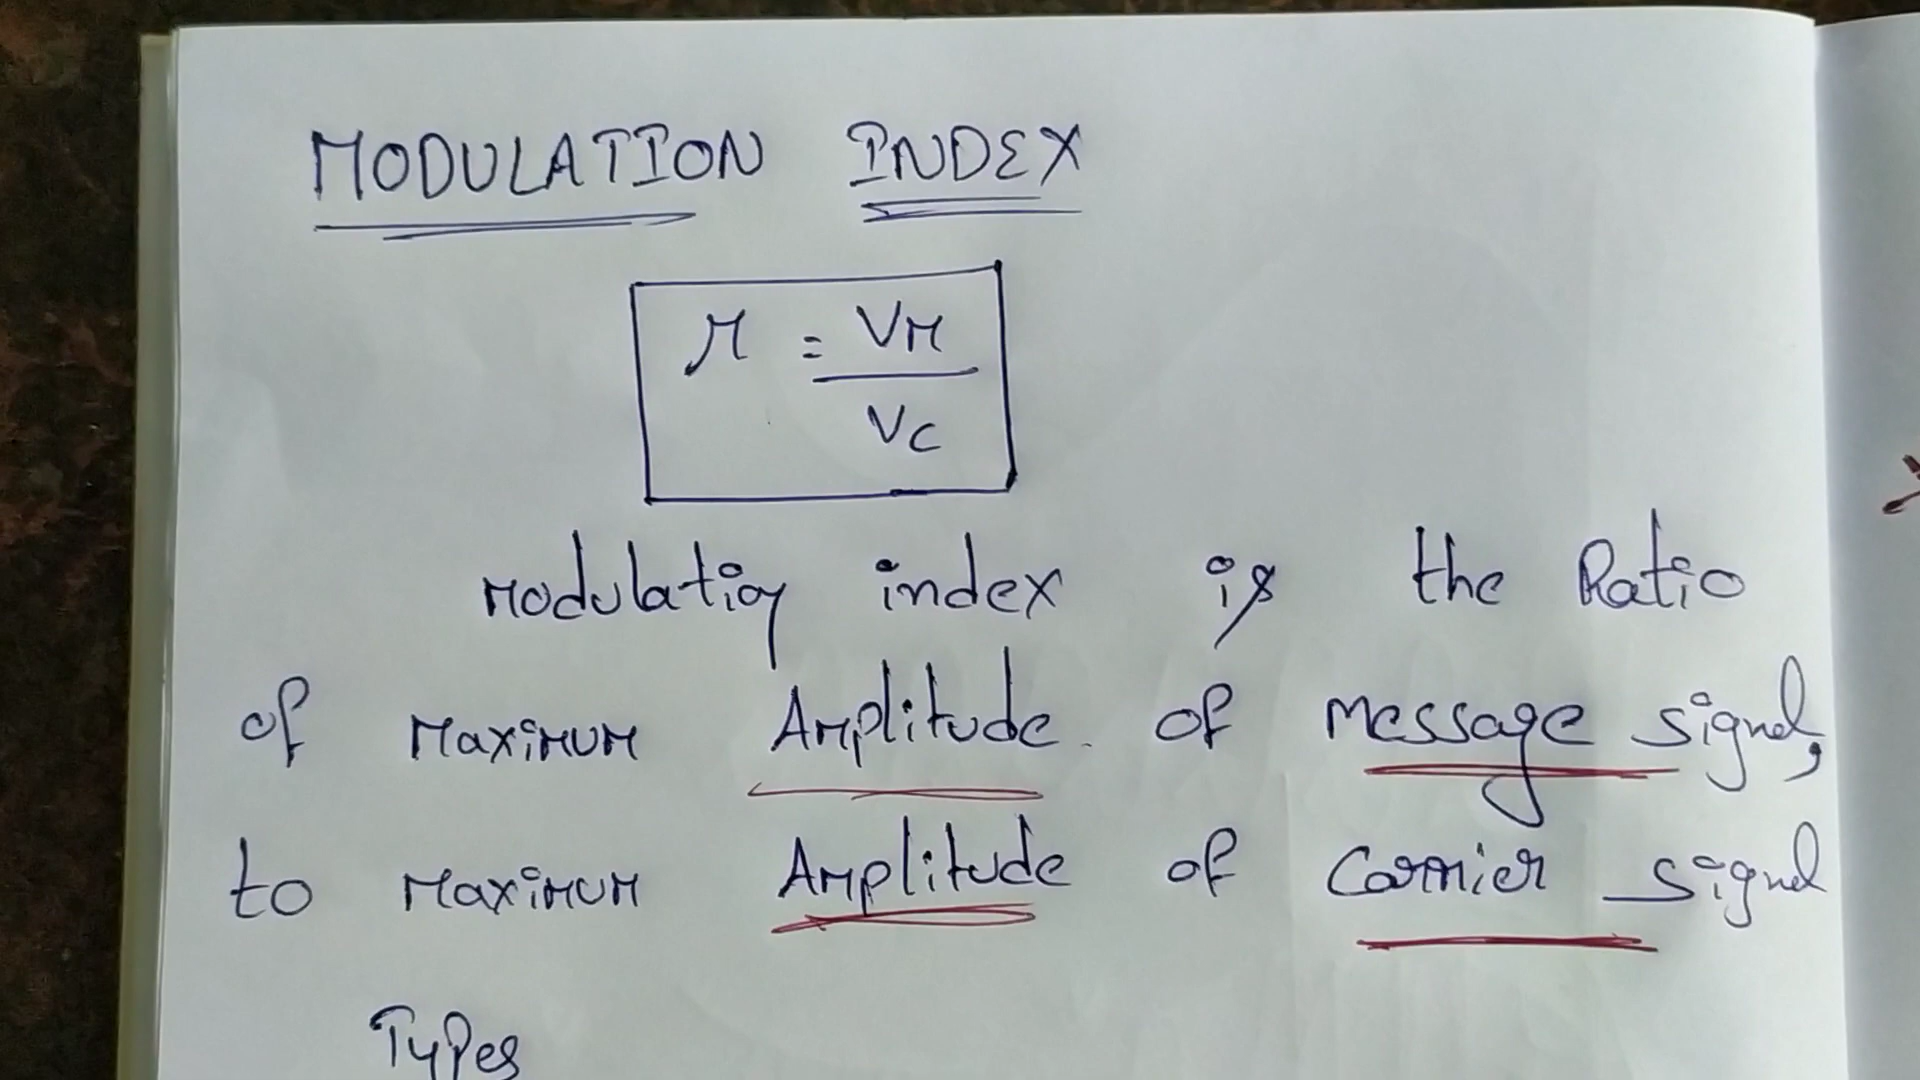 MODULATION INDEX
μ = VM
VC
Modulation index is the Ratio
of Maximum Amplitude of Message signal,
to Maximum Amplitude of Carrier signal
Types